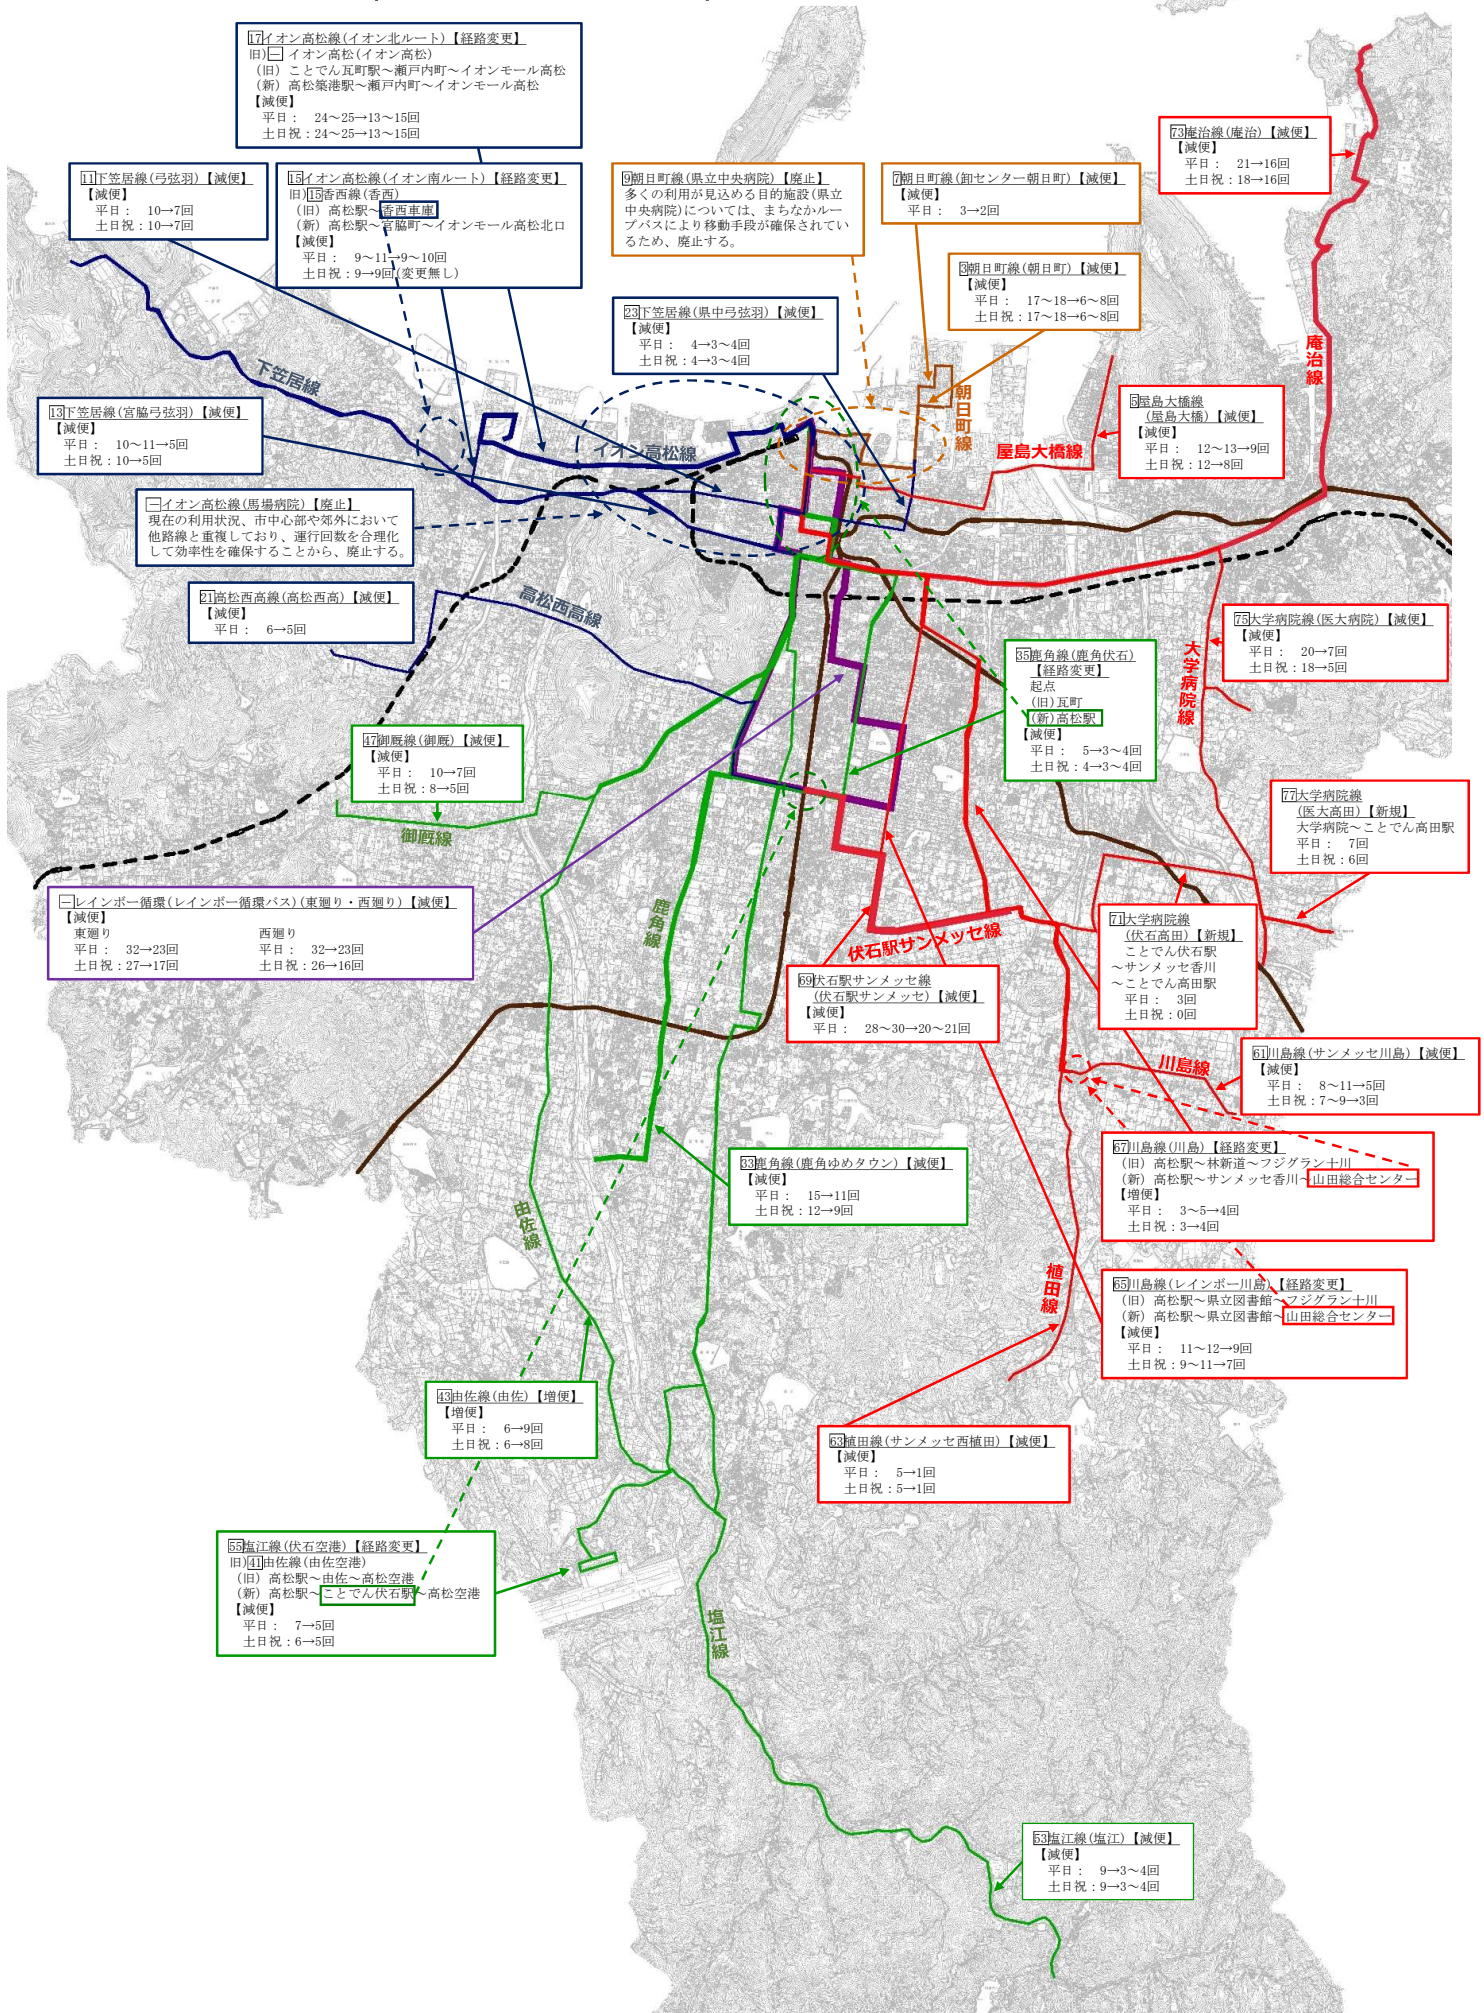 17イオン高松線(イオン北ルート)【経路変更】
旧)― イオン高松(イオン高松)
(旧) ことでん瓦町駅～瀬戸内町～イオンモール高松
(新) 高松築港駅～瀬戸内町～イオンモール高松
【減便】
平日： 24～25→13～15回
土日祝：24～25→13～15回
73庵治線(庵治)【減便】
【減便】
平日： 21→16回
土日祝：18→16回
11下笠居線(弓弦羽)【減便】
【減便】
平日： 10→7回
土日祝：10→7回
15イオン高松線(イオン南ルート)【経路変更】
旧)15香西線(香西)
(旧) 高松駅～香西車庫
(新) 高松駅～宮脇町～イオンモール高松北口
【減便】
平日： 9～11→9～10回
土日祝：9→9回(変更無し)
9朝日町線(県立中央病院)【廃止】
多くの利用が見込める目的施設(県立
中央病院)については、まちなかルー
プバスにより移動手段が確保されてい
るため、廃止する。
7朝日町線(卸センター朝日町)【減便】
【減便】
平日： 3→2回
3朝日町線(朝日町)【減便】
【減便】
平日： 17～18→6～8回
土日祝：17～18→6～8回
23下笠居線(県中弓弦羽)【減便】
【減便】
平日： 4→3～4回
土日祝：4→3～4回
下笠居線
庵治線
朝日町線
5屋島大橋線
(屋島大橋)【減便】
【減便】
平日： 12～13→9回
土日祝：12→8回
13下笠居線(宮脇弓弦羽)【減便】
【減便】
平日： 10～11→5回
土日祝：10→5回
イオン高松線
屋島大橋線
―イオン高松線(馬場病院)【廃止】
現在の利用状況、市中心部や郊外において
他路線と重複しており、運行回数を合理化
して効率性を確保することから、廃止する。
21高松西高線(高松西高)【減便】
【減便】
平日： 6→5回
高松西高線
75大学病院線(医大病院)【減便】
【減便】
平日： 20→7回
土日祝：18→5回
大学病院線
35鹿角線(鹿角伏石)
【経路変更】
起点
(旧)瓦町
(新)高松駅
【減便】
平日： 5→3～4回
土日祝：4→3～4回
47御厩線(御厩)【減便】
【減便】
平日： 10→7回
土日祝：8→5回
御厩線
77大学病院線
(医大高田)【新規】
大学病院～ことでん高田駅
平日： 7回
土日祝：6回
―レインボー循環(レインボー循環バス)(東廻り・西廻り)【減便】
【減便】
東廻り 西廻り
平日： 32→23回 平日： 32→23回
土日祝：27→17回 土日祝：26→16回
鹿角線
伏石駅サンメッセ線
71大学病院線
(伏石高田)【新規】
ことでん伏石駅
～サンメッセ香川
～ことでん高田駅
平日： 3回
土日祝：0回
69伏石駅サンメッセ線
(伏石駅サンメッセ)【減便】
【減便】
平日： 28～30→20～21回
川島線
61川島線(サンメッセ川島)【減便】
【減便】
平日： 8～11→5回
土日祝：7～9→3回
67川島線(川島)【経路変更】
(旧) 高松駅～林新道～フジグラン十川
(新) 高松駅～サンメッセ香川～山田総合センター
【増便】
平日： 3～5→4回
土日祝：3→4回
33鹿角線(鹿角ゆめタウン)【減便】
【減便】
平日： 15→11回
土日祝：12→9回
由佐線
植田線
65川島線(レインボー川島)【経路変更】
(旧) 高松駅～県立図書館～フジグラン十川
(新) 高松駅～県立図書館～山田総合センター
【減便】
平日： 11～12→9回
土日祝：9～11→7回
43由佐線(由佐)【増便】
【増便】
平日： 6→9回
土日祝：6→8回
63植田線(サンメッセ西植田)【減便】
【減便】
平日： 5→1回
土日祝：5→1回
55塩江線(伏石空港)【経路変更】
旧)41由佐線(由佐空港)
(旧) 高松駅～由佐～高松空港
(新) 高松駅～ことでん伏石駅～高松空港
【減便】
平日： 7→5回
土日祝：6→5回
塩江線
53塩江線(塩江)【減便】
【減便】
平日： 9→3～4回
土日祝：9→3～4回